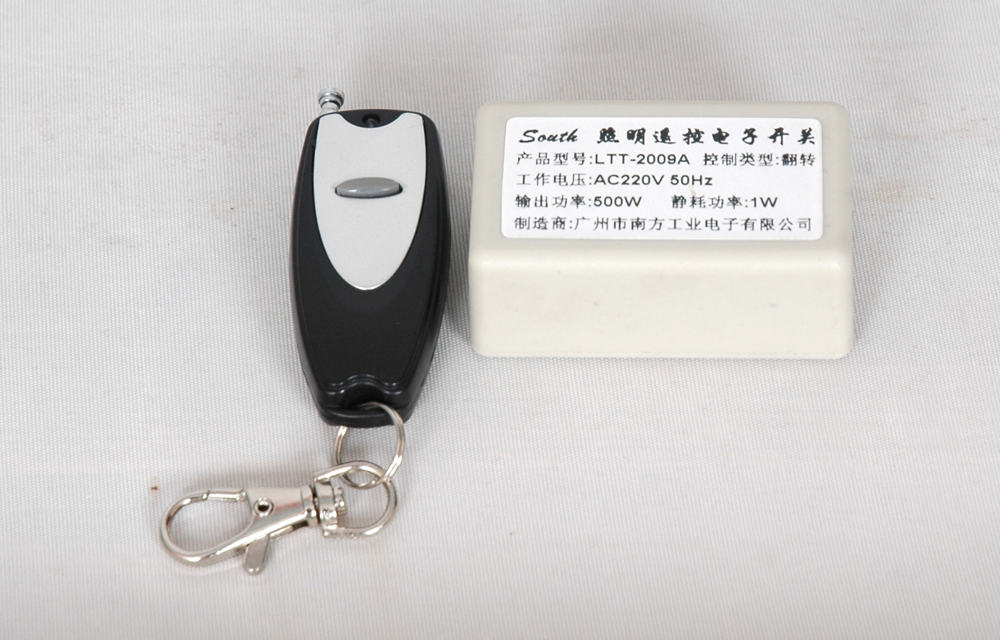 South 照明遥控电子开关
产品型号:LTT-2009A 控制类型:翻转
工作电压:AC220V 50Hz
输出功率:500W 静耗功率:1W
制造商:广州市南方工业电子有限公司